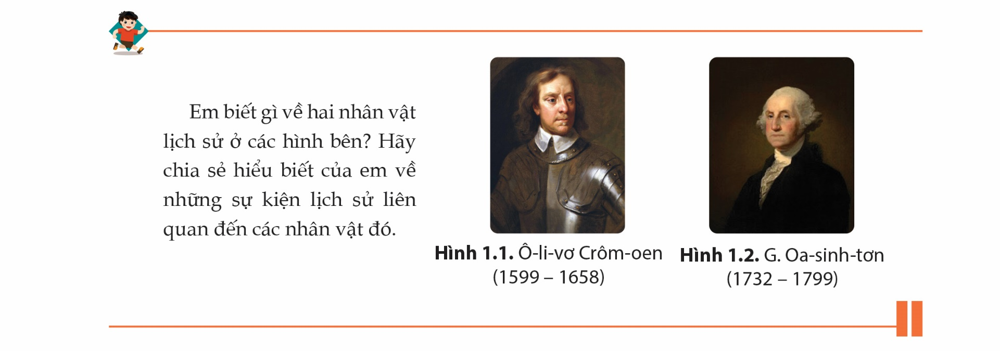 Em biết gì về hai nhân vật
lịch sử ở các hình bên? Hãy
chia sẻ hiểu biết của em về
những sự kiện lịch sử liên
quan đến các nhân vật đó.
Hình 1.1. Ô-li-vơ Crôm-oen
(1599 – 1658)
Hình 1.2. G. Oa-sinh-tơn
(1732 – 1799)